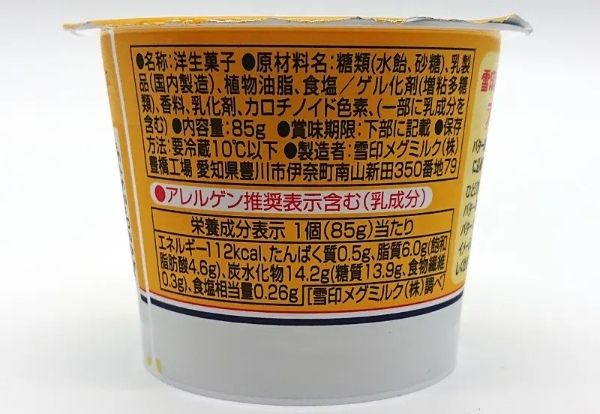 ●名称：洋生菓子 ●原材料名：糖類（水飴、砂糖）、乳製
品（国内製造）、植物油脂、食塩／ゲル化剤（増粘多糖
類）、香料、乳化剤、カロチノイド色素、（一部に乳成分を
含む） ●内容量：85g ●賞味期限：下部に記載 ●保存
方法：要冷蔵10℃以下 ●製造者：雪印メグミルク（株）
豊橋工場 愛知県豊川市伊奈町南山新田350番地79
●アレルゲン推奨表示含む（乳成分）
栄養成分表示 1個（85g）当たり
エネルギー112kcal、たんぱく質0.5g、脂質6.0g（飽和
脂肪酸4.6g）、炭水化物14.2g（糖質13.9g、食物繊維
0.3g）、食塩相当量0.26g ［雪印メグミルク（株）調べ］